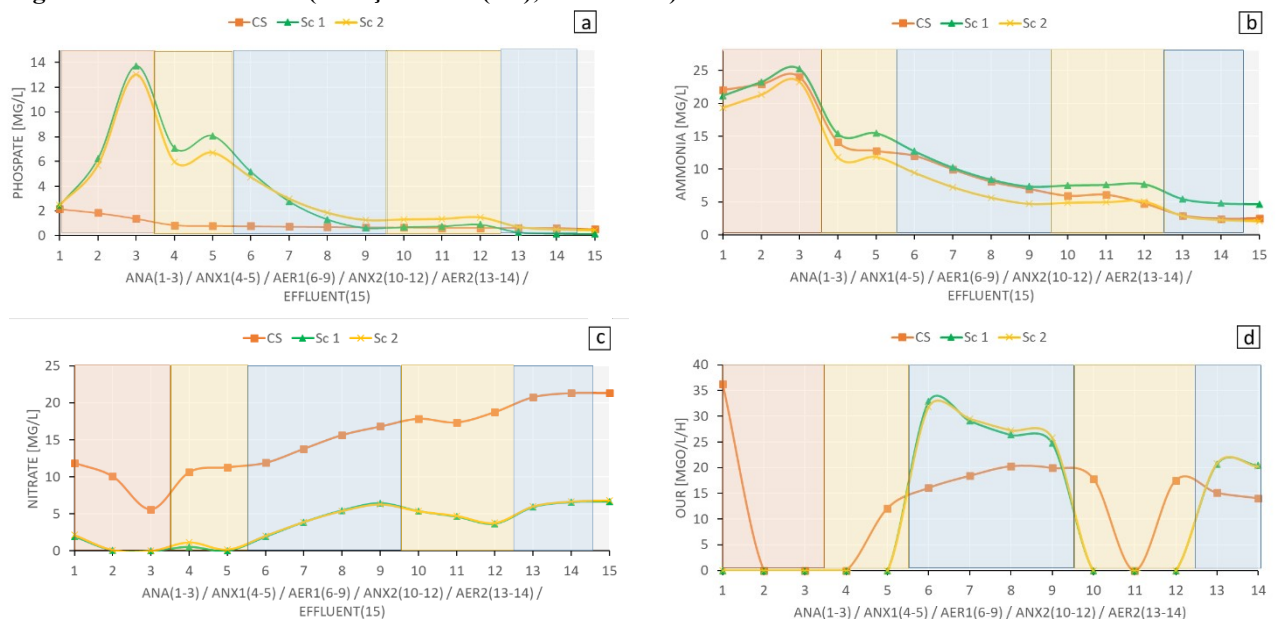 CS Sc 1 Sc 2
a
PHOSPATE [MG/L]
14
12
10
8
6
4
2
0
1 2 3 4 5 6 7 8 9 10 11 12 13 14 15
ANA(1-3) / ANX1(4-5) / AER1(6-9) / ANX2(10-12) / AER2(13-14) /
EFFLUENT(15)
CS Sc 1 Sc 2
b
AMMONIA [MG/L]
25
20
15
10
5
0
1 2 3 4 5 6 7 8 9 10 11 12 13 14 15
ANA(1-3) / ANX1(4-5) / AER1(6-9) / ANX2(10-12) / AER2(13-14) /
EFFLUENT(15)
CS Sc 1 Sc 2
c
NITRATE [MG/L]
25
20
15
10
5
0
1 2 3 4 5 6 7 8 9 10 11 12 13 14 15
ANA(1-3) / ANX1(4-5) / AER1(6-9) / ANX2(10-12) / AER2(13-14) /
EFFLUENT(15)
CS Sc 1 Sc 2
d
OUR [MGO/L/H]
40
35
30
25
20
15
10
5
0
1 2 3 4 5 6 7 8 9 10 11 12 13 14
ANA(1-3) / ANX1(4-5) / AER1(6-9) / ANX2(10-12) / AER2(13-14)